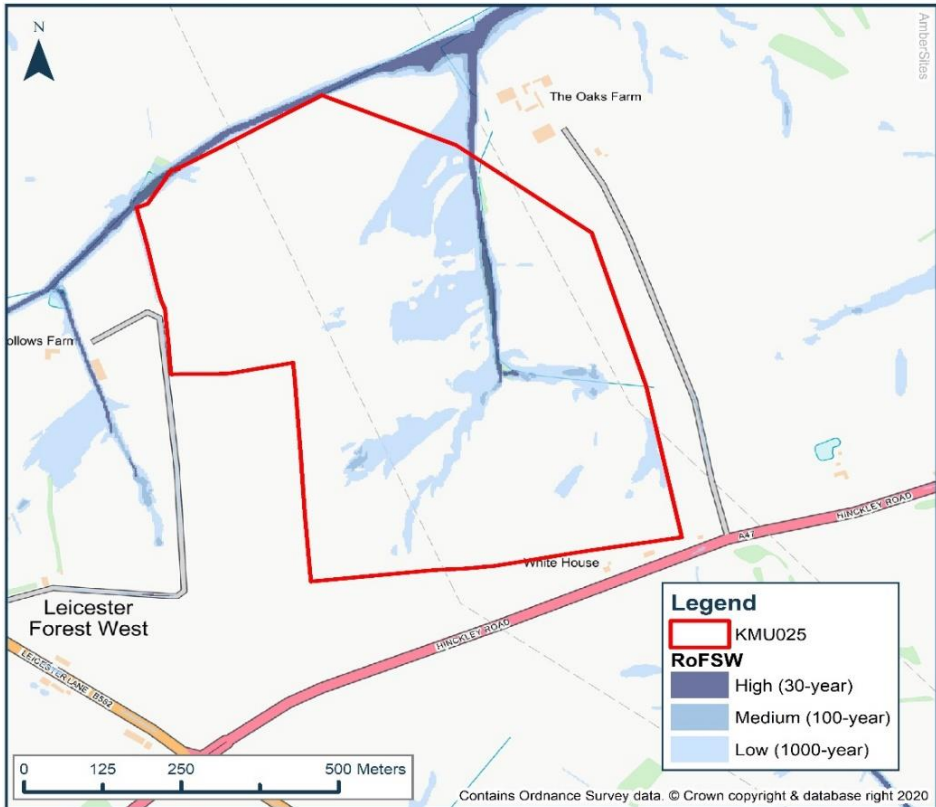 N
AmberSites
The Oaks Farm
ollows Farm
Leicester
Forest West
LEICESTER LANE B582
HINCKLEY ROAD
White House
A47
HINCKLEY ROAD
Legend
KMU025
RoFSW
High (30-year)
Medium (100-year)
Low (1000-year)
0 125 250 500 Meters
Contains Ordnance Survey data. © Crown copyright & database right 2020